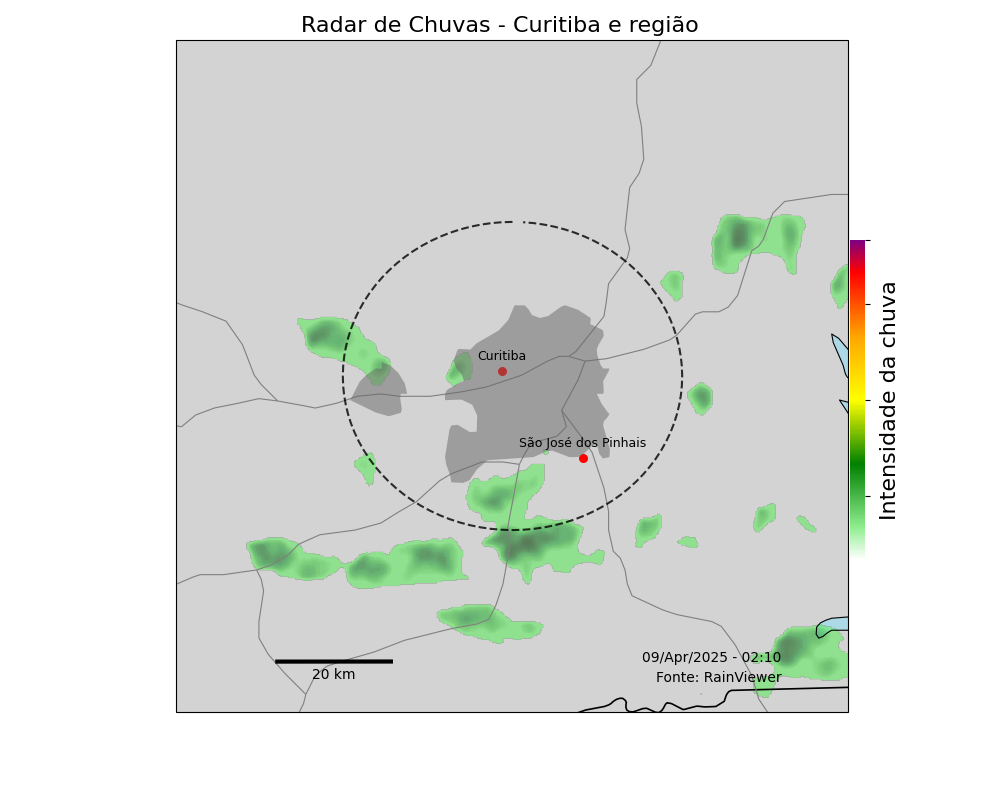 Radar de Chuvas - Curitiba e região
Curitiba
São José dos Pinhais
Intensidade da chuva
09/Apr/2025 - 02:10
Fonte: RainViewer
20 km